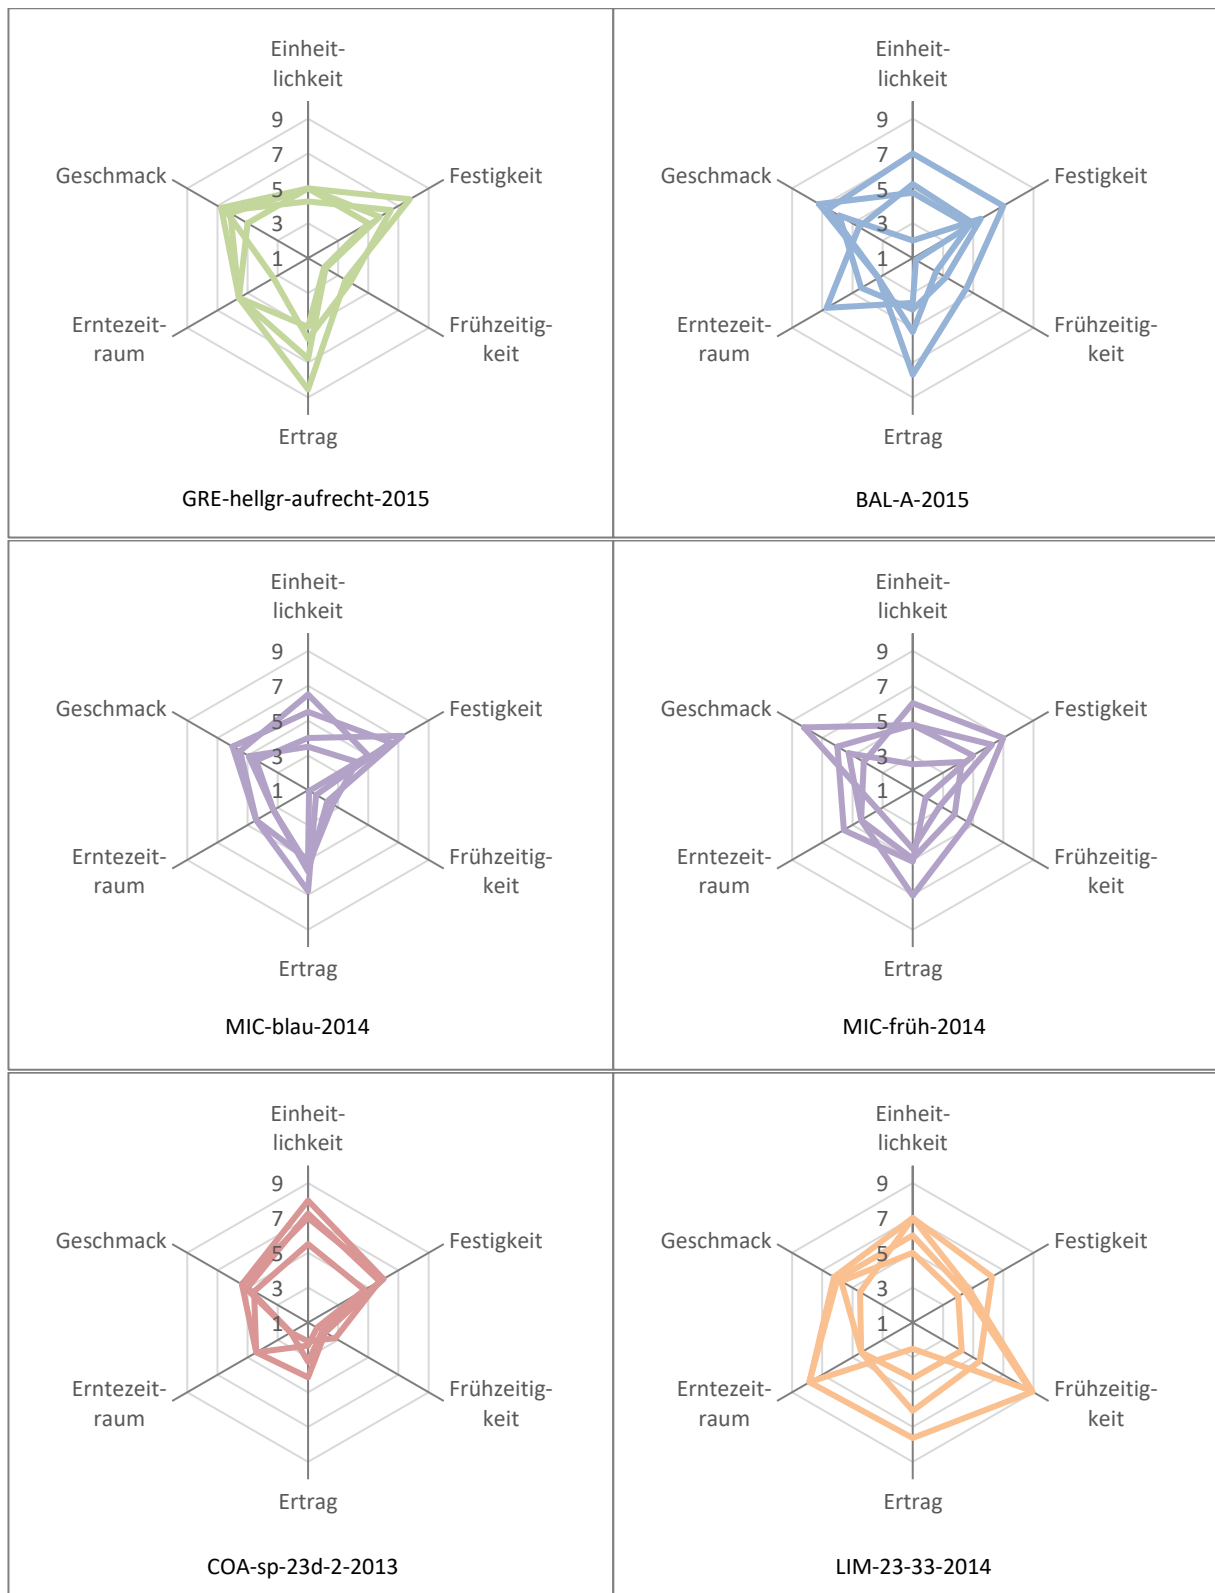 Einheit-
lichkeit
9
7
5
3
1
Geschmack
Festigkeit
Erntezeit-
raum
Frühzeitig-
keit
Ertrag
GRE-hellgr-aufrecht-2015
Einheit-
lichkeit
9
7
5
3
1
Geschmack
Festigkeit
Erntezeit-
raum
Frühzeitig-
keit
Ertrag
BAL-A-2015
Einheit-
lichkeit
9
7
5
3
1
Geschmack
Festigkeit
Erntezeit-
raum
Frühzeitig-
keit
Ertrag
MIC-blau-2014
Einheit-
lichkeit
9
7
5
3
1
Geschmack
Festigkeit
Erntezeit-
raum
Frühzeitig-
keit
Ertrag
MIC-früh-2014
Einheit-
lichkeit
9
7
5
3
1
Geschmack
Festigkeit
Erntezeit-
raum
Frühzeitig-
keit
Ertrag
COA-sp-23d-2-2013
Einheit-
lichkeit
9
7
5
3
1
Geschmack
Festigkeit
Erntezeit-
raum
Frühzeitig-
keit
Ertrag
LIM-23-33-2014